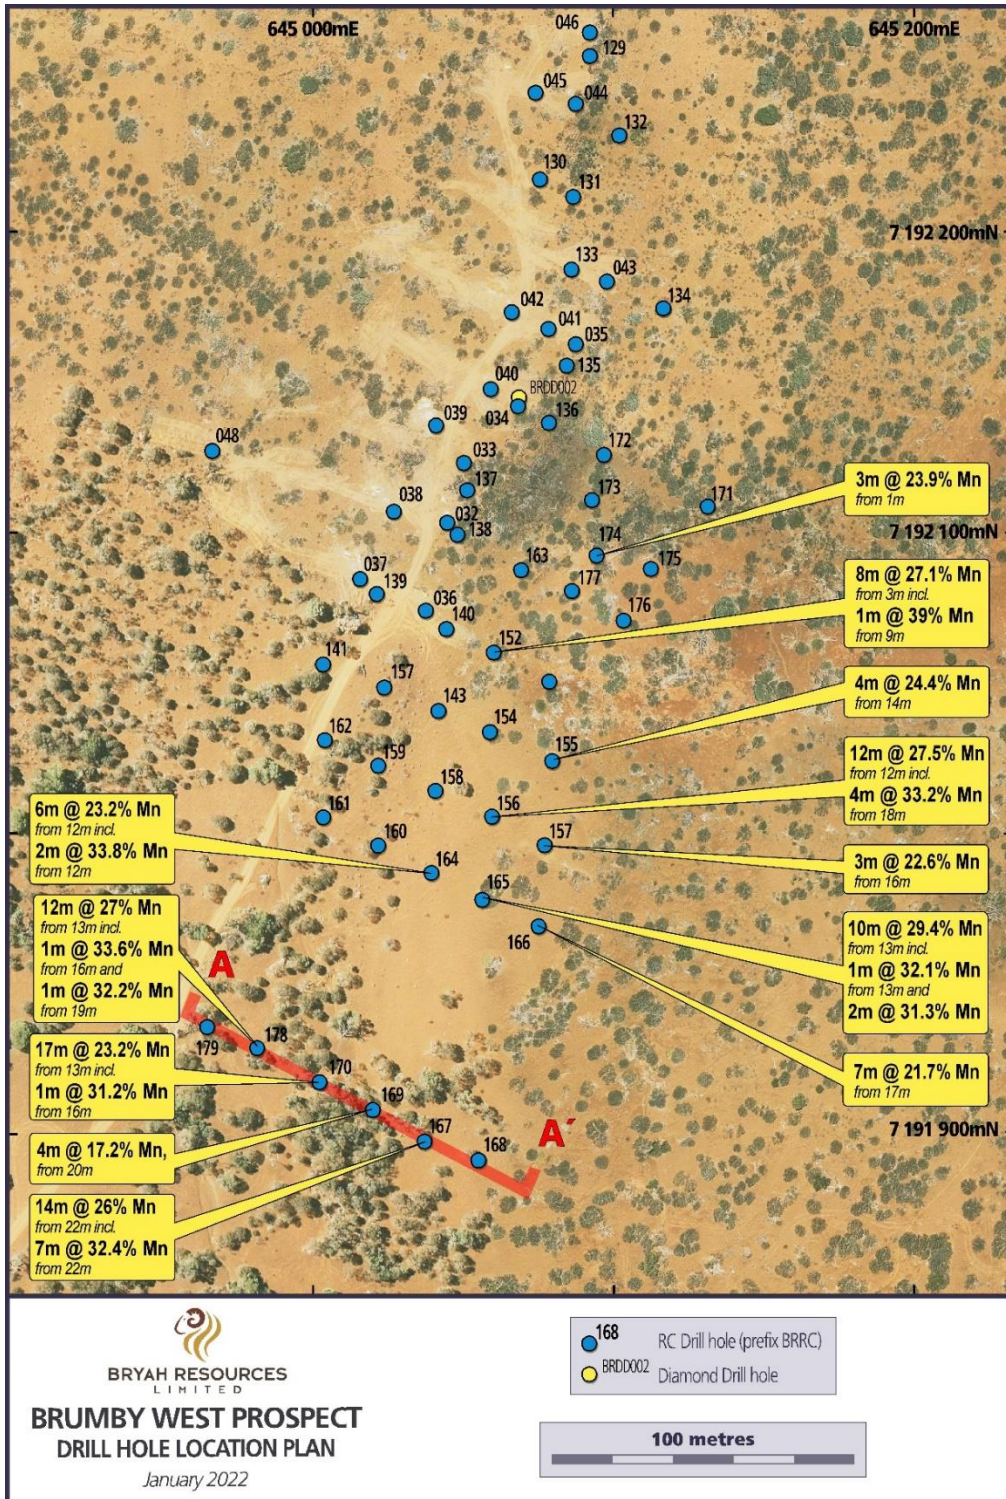 645 000mE
645 200mE
046
129
045
044
132
130
131
7 192 200mN
133
043
134
042
041
035
135
040
BRDD002
034
136
039
048
033
172
137
173
171
038
032
138
3m @ 23.9% Mn
from 1m
7 192 100mN
174
163
175
037
139
177
176
036
140
8m @ 27.1% Mn
from 3m incl.
1m @ 39% Mn
from 9m
152
141
157
143
154
4m @ 24.4% Mn
from 14m
162
155
159
158
156
12m @ 27.5% Mn
from 12m incl.
4m @ 33.2% Mn
from 18m
161
160
157
6m @ 23.2% Mn
from 12m incl.
2m @ 33.8% Mn
from 12m
164
3m @ 22.6% Mn
from 16m
165
166
12m @ 27% Mn
from 13m incl.
1m @ 33.6% Mn
from 16m and
1m @ 32.2% Mn
from 19m
10m @ 29.4% Mn
from 13m incl.
1m @ 32.1% Mn
from 13m and
2m @ 31.3% Mn
A
179
178
17m @ 23.2% Mn
from 13m incl.
1m @ 31.2% Mn
from 16m
170
7m @ 21.7% Mn
from 17m
169
4m @ 17.2% Mn,
from 20m
167
168
A´
7 191 900mN
14m @ 26% Mn
from 22m incl.
7m @ 32.4% Mn
from 22m
BRYAH RESOURCES
LIMITED
BRUMBY WEST PROSPECT
DRILL HOLE LOCATION PLAN
January 2022
168 RC Drill hole (prefix BRRC)
BRDD002 Diamond Drill hole
100 metres